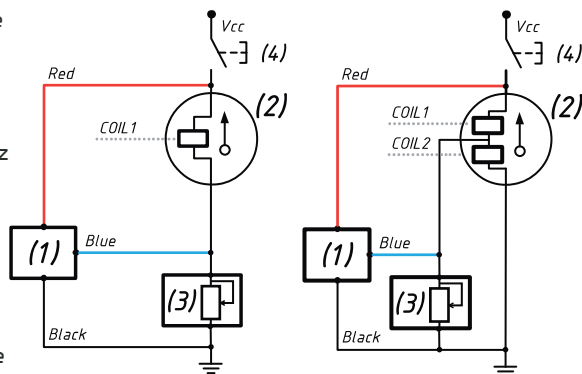 e
z
e
Vcc
(4)
Red
(2)
COIL1
(1)
Blue
(3)
Black
Vcc
(4)
Red
(2)
COIL1
COIL2
(1)
Blue
(3)
Black